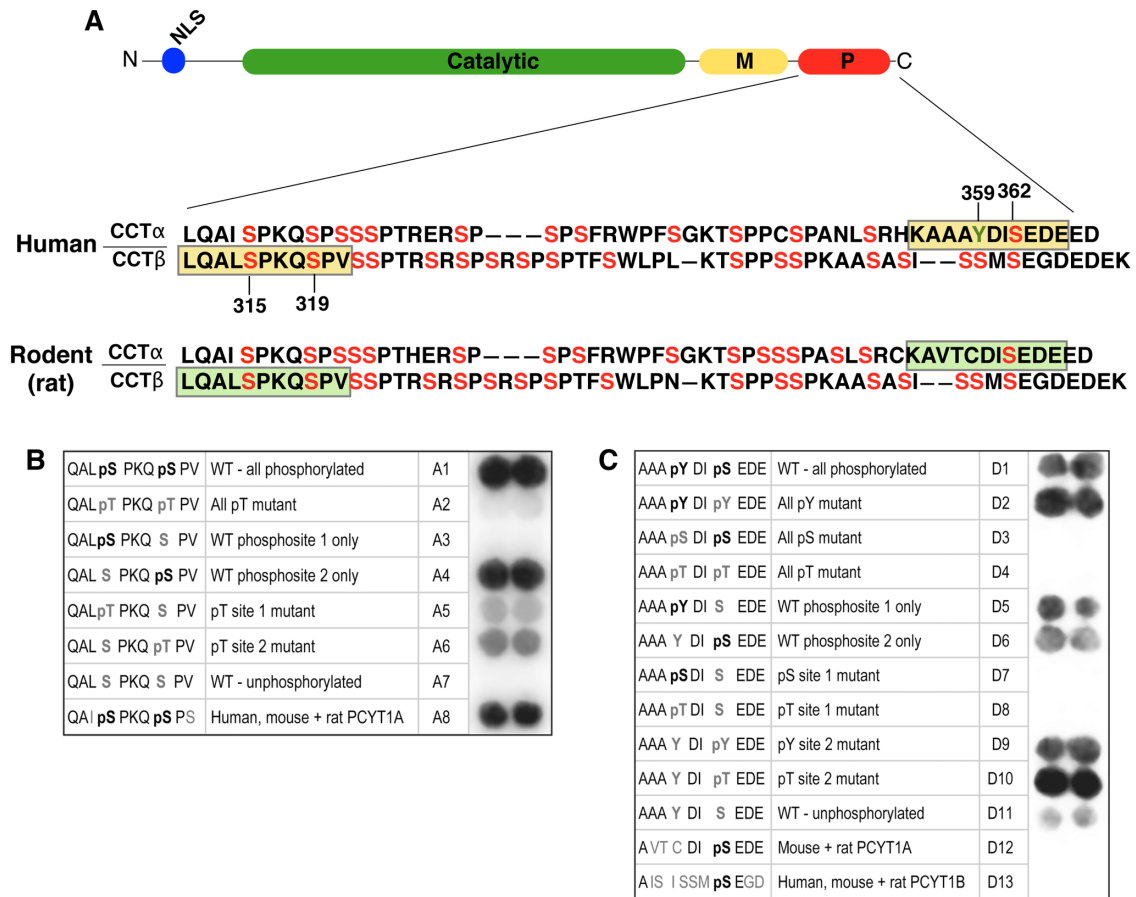 A
N NLS Catalytic M P C
359 362
Human CCTα LQAI SPKQSPSSSPTRERSP–––SPSFRWPFSGKTSPPCSPANLSRHKAAAYDISEDEED
CCTβ LQALSPKQSPVSSPTRSRSPSRSPSPTFSWLPL–KTSPPSSPKAASASI––SSMSEGDEDEK
315 319
Rodent (rat) CCTα LQAI SPKQSPSSSPTHERSP–––SPSFRWPFSGKTSPSSSPASLSRCKAVTCDISEDEED
CCTβ LQALSPKQSPVSSPTRSRSPSRSPSPTFSWLPN–KTSPPSSPKAASASI––SSMSEGDEDEK
B
QALpS PKQ pS PV WT - all phosphorylated A1
QALpT PKQ pT PV All pT mutant A2
QALpS PKQ S PV WT phosphosite 1 only A3
QAL S PKQ pS PV WT phosphosite 2 only A4
QALpT PKQ S PV pT site 1 mutant A5
QAL S PKQ pT PV pT site 2 mutant A6
QAL S PKQ S PV WT - unphosphorylated A7
QAI pS PKQ pS PS Human, mouse + rat PCYT1A A8
C
AAA pY DI pS EDE WT - all phosphorylated D1
AAA pY DI pY EDE All pY mutant D2
AAA pS DI pS EDE All pS mutant D3
AAA pT DI pT EDE All pT mutant D4
AAA pY DI S EDE WT phosphosite 1 only D5
AAA Y DI pS EDE WT phosphosite 2 only D6
AAA pS DI S EDE pS site 1 mutant D7
AAA pT DI S EDE pT site 1 mutant D8
AAA Y DI pY EDE pY site 2 mutant D9
AAA Y DI pT EDE pT site 2 mutant D10
AAA Y DI S EDE WT - unphosphorylated D11
AVT C DI pS EDE Mouse + rat PCYT1A D12
AIS I SSM pS EGD Human, mouse + rat PCYT1B D13